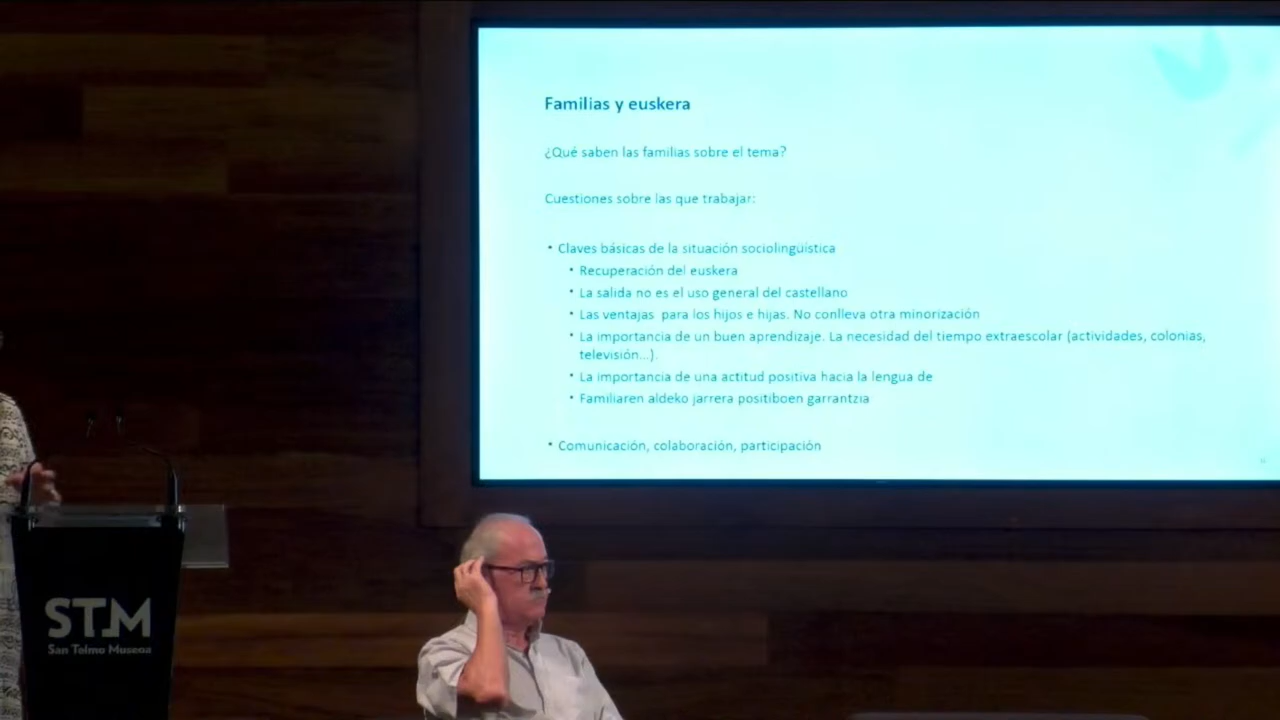 Familias y euskera
¿Qué saben las familias sobre el tema?
Cuestiones sobre las que trabajar:
• Claves básicas de la situación sociolingüística
• Recuperación del euskera
• La salida no es el uso general del castellano
• Las ventajas para los hijos e hijas. No conlleva otra minorización
• La importancia de un buen aprendizaje. La necesidad del tiempo extraescolar (actividades, colonias,
televisión...).
• La importancia de una actitud positiva hacia la lengua de
• Familiaren aldeko jarrera positiboen garrantzia
• Comunicación, colaboración, participación
STM
San Telmo Museoa